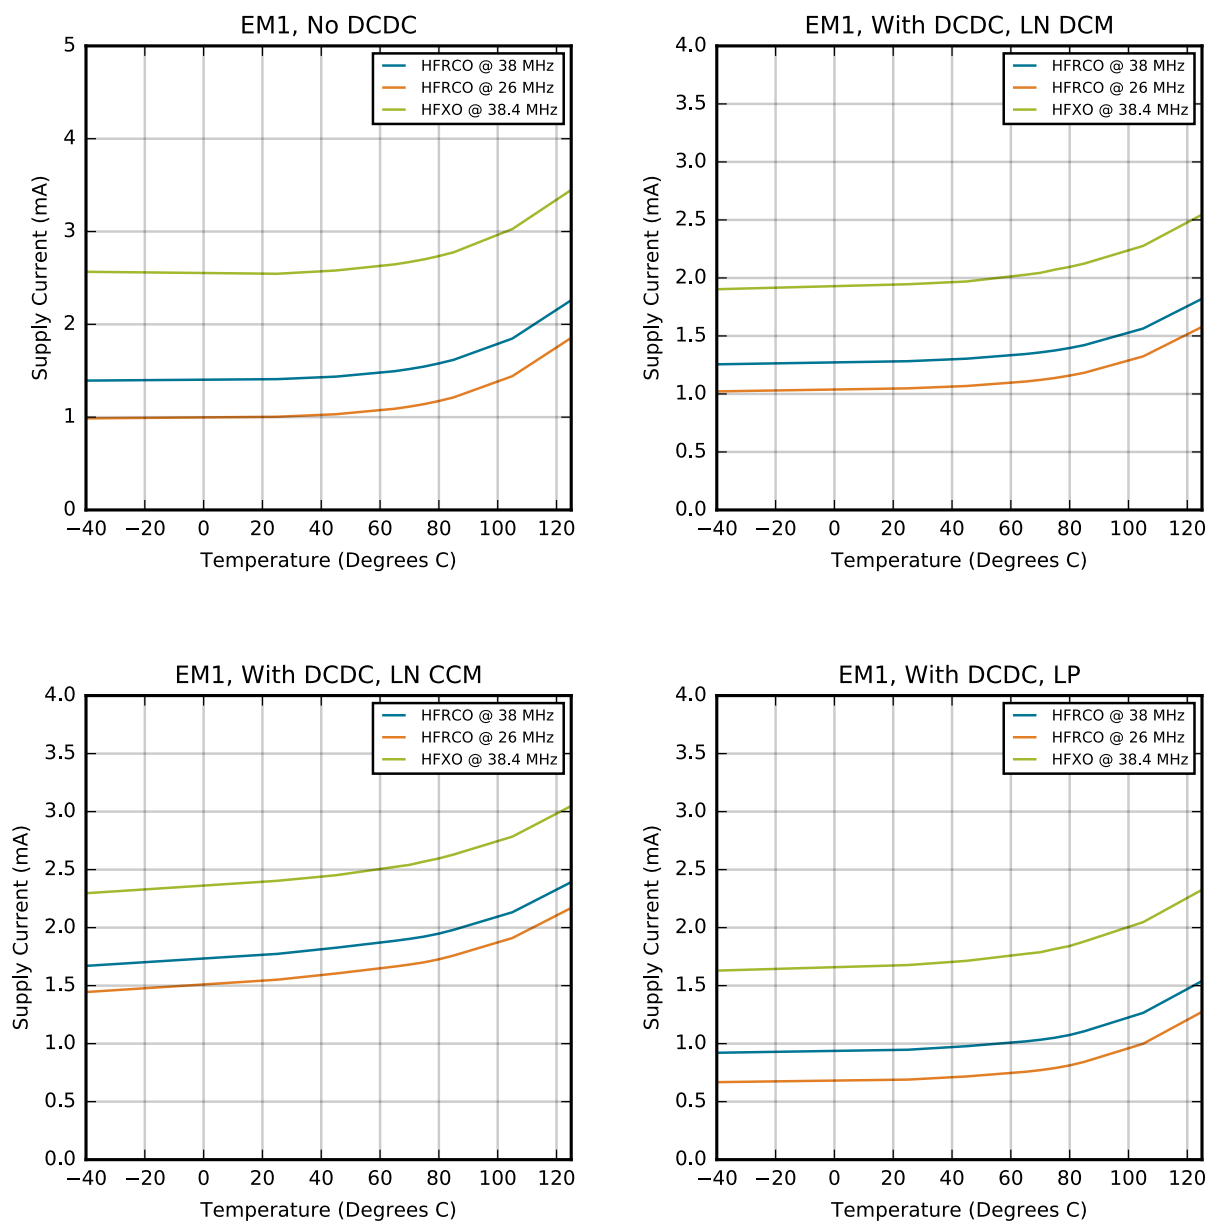 EM1, No DCDC
5
4
3
2
1
0
Supply Current (mA)
HFRCO @ 38 MHz
HFRCO @ 26 MHz
HFXO @ 38.4 MHz
−40 −20 0 20 40 60 80 100 120
Temperature (Degrees C)
EM1, With DCDC, LN DCM
4.0
3.5
3.0
2.5
2.0
1.5
1.0
0.5
0.0
Supply Current (mA)
HFRCO @ 38 MHz
HFRCO @ 26 MHz
HFXO @ 38.4 MHz
−40 −20 0 20 40 60 80 100 120
Temperature (Degrees C)
EM1, With DCDC, LN CCM
4.0
3.5
3.0
2.5
2.0
1.5
1.0
0.5
0.0
Supply Current (mA)
HFRCO @ 38 MHz
HFRCO @ 26 MHz
HFXO @ 38.4 MHz
−40 −20 0 20 40 60 80 100 120
Temperature (Degrees C)
EM1, With DCDC, LP
4.0
3.5
3.0
2.5
2.0
1.5
1.0
0.5
0.0
Supply Current (mA)
HFRCO @ 38 MHz
HFRCO @ 26 MHz
HFXO @ 38.4 MHz
−40 −20 0 20 40 60 80 100 120
Temperature (Degrees C)